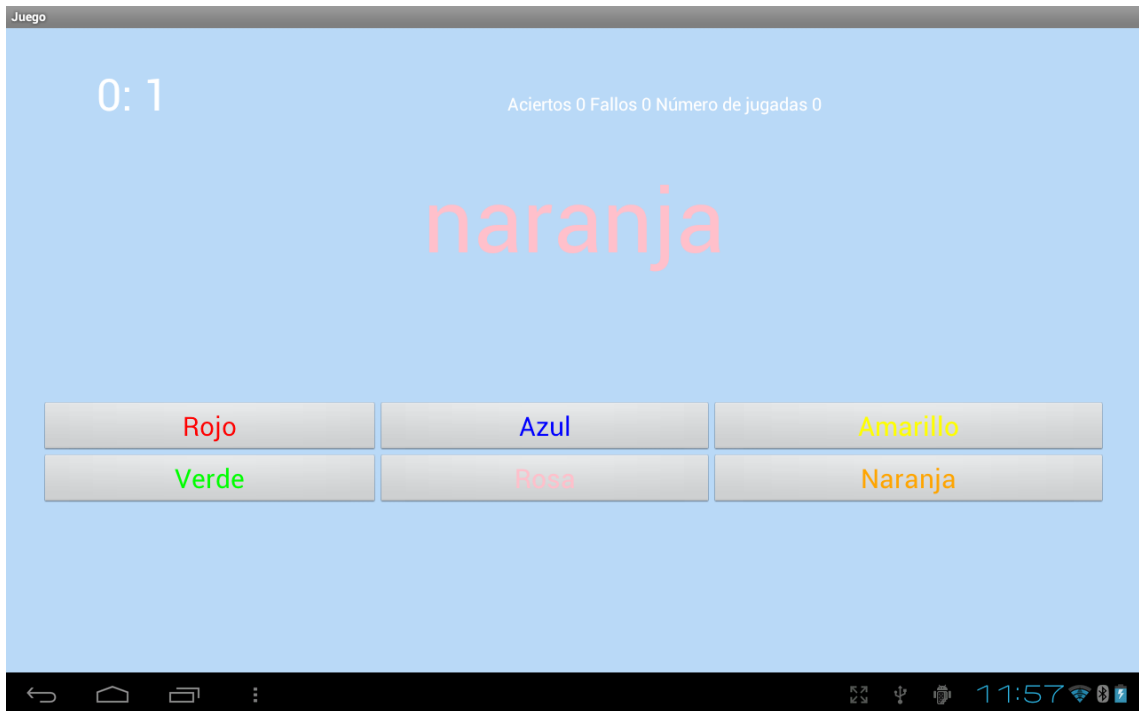 Juego
0: 1
Aciertos 0 Fallos 0 Número de jugadas 0
naranja
Rojo Azul Amarillo
Verde Rosa Naranja
11:57